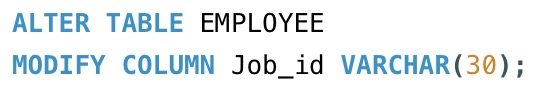 ALTER TABLE EMPLOYEE
MODIFY COLUMN Job_id VARCHAR(30);